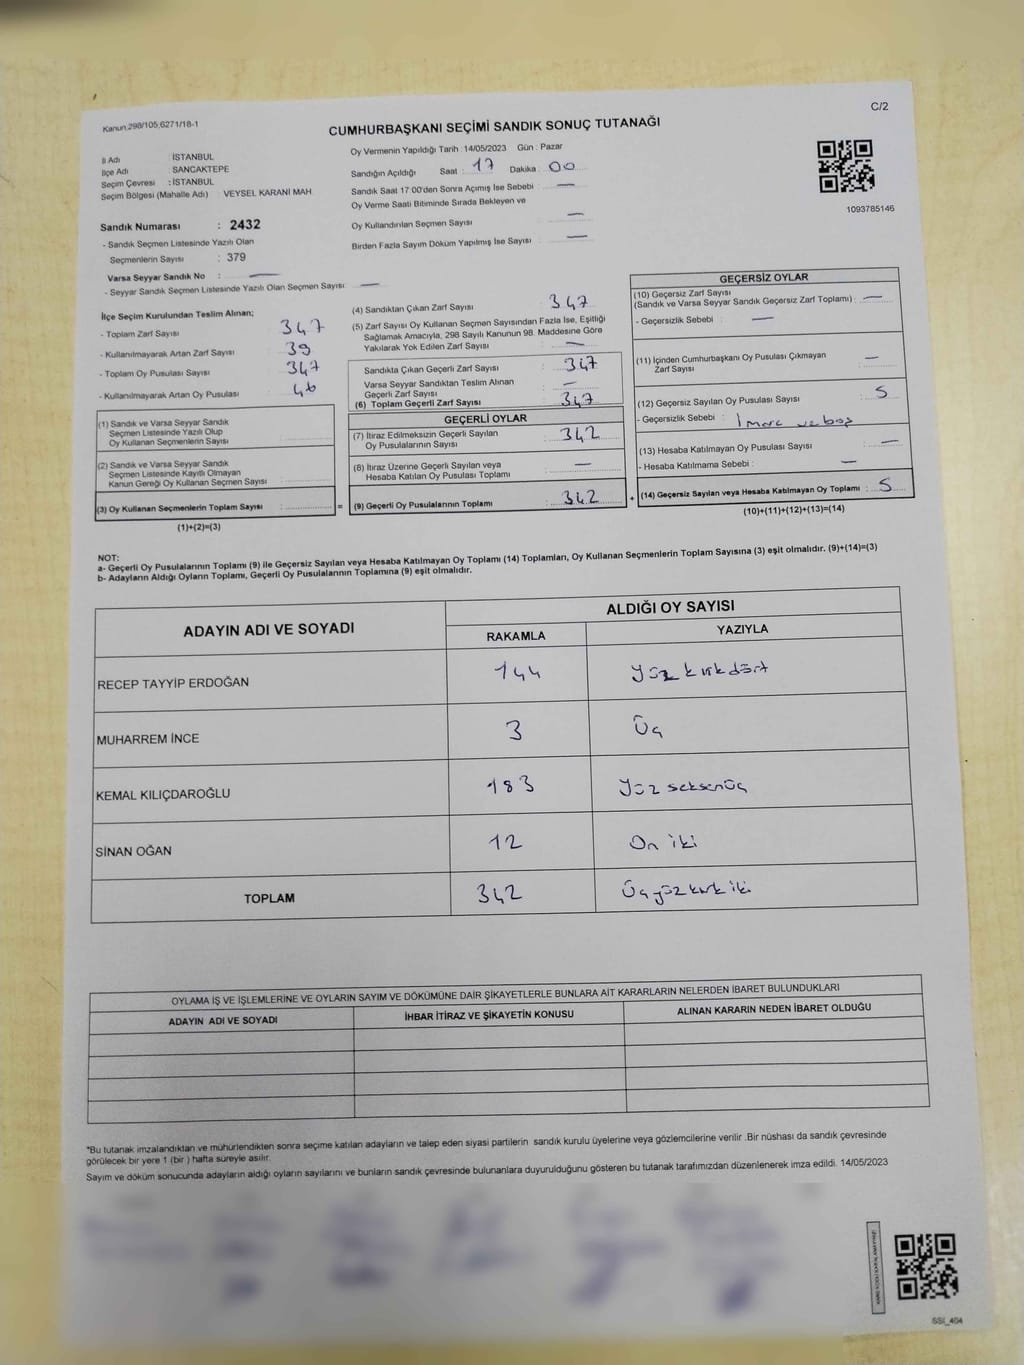 C/2
Kanun:298/105;6271/18-1
CUMHURBAŞKANI SEÇİMİ SANDIK SONUÇ TUTANAĞI
İl Adı : İSTANBUL
İlçe Adı : SANCAKTEPE
Seçim Çevresi : İSTANBUL
Seçim Bölgesi (Mahalle Adı) : VEYSEL KARANİ MAH
Oy Vermenin Yapıldığı Tarih : 14/05/2023 Gün : Pazar
Sandığın Açıldığı Saat : 17 Dakika : 00
Sandık Saat 17 00'den Sonra Açımış İse Sebebi : —
Oy Verme Saati Bitiminde Sırada Bekleyen ve
Oy Kullandırılan Seçmen Sayısı : —
Birden Fazla Sayım Döküm Yapılmış İse Sayısı : —
1093785146
Sandık Numarası : 2432
- Sandık Seçmen Listesinde Yazılı Olan
Seçmenlerin Sayısı : 379
Varsa Seyyar Sandık No : —
- Seyyar Sandık Seçmen Listesinde Yazılı Olan Seçmen Sayısı : —
İlçe Seçim Kurulundan Teslim Alınan;
- Toplam Zarf Sayısı : 347
- Kullanılmayarak Artan Zarf Sayısı : 39
- Toplam Oy Pusulası Sayısı : 347
- Kullanılmayarak Artan Oy Pusulası : 46
(1) Sandık ve Varsa Seyyar Sandık
Seçmen Listesinde Yazılı Olup
Oy Kullanan Seçmenlerin Sayısı :
(2) Sandık ve Varsa Seyyar Sandık
Seçmen Listesinde Kayıtlı Olmayan
Kanun Gereği Oy Kullanan Seçmen Sayısı :
(3) Oy Kullanan Seçmenlerin Toplam Sayısı :
(1)+(2)=(3)
(4) Sandıktan Çıkan Zarf Sayısı : 347
(5) Zarf Sayısı Oy Kullanan Seçmen Sayısından Fazla İse, Eşitliği
Sağlamak Amacıyla, 298 Sayılı Kanunun 98. Maddesine Göre
Yakılarak Yok Edilen Zarf Sayısı : —
Sandıkta Çıkan Geçerli Zarf Sayısı : 347
Varsa Seyyar Sandıktan Teslim Alınan
Geçerli Zarf Sayısı : —
(6) Toplam Geçerli Zarf Sayısı : 347
=
GEÇERLİ OYLAR
(7) İtiraz Edilmeksizin Geçerli Sayılan
Oy Pusulalarının Sayısı : 342
(8) İtiraz Üzerine Geçerli Sayılan veya
Hesaba Katılan Oy Pusulası Toplamı : —
(9) Geçerli Oy Pusulalarının Toplamı : 342
+
GEÇERSİZ OYLAR
(10) Geçersiz Zarf Sayısı
(Sandık ve Varsa Seyyar Sandık Geçersiz Zarf Toplamı) : —
- Geçersizlik Sebebi : —
(11) İçinden Cumhurbaşkanı Oy Pusulası Çıkmayan
Zarf Sayısı : —
(12) Geçersiz Sayılan Oy Pusulası Sayısı : 5
- Geçersizlik Sebebi : ve boş
(13) Hesaba Katılmayan Oy Pusulası Sayısı : —
- Hesaba Katılmama Sebebi : —
(14) Geçersiz Sayılan veya Hesaba Katılmayan Oy Toplamı : 5
(10)+(11)+(12)+(13)=(14)
NOT:
a- Geçerli Oy Pusulalarının Toplamı (9) ile Geçersiz Sayılan veya Hesaba Katılmayan Oy Toplamı (14) Toplamları, Oy Kullanan Seçmenlerin Toplam Sayısına (3) eşit olmalıdır. (9)+(14)=(3)
b- Adayların Aldığı Oyların Toplamı, Geçerli Oy Pusulalarının Toplamına (9) eşit olmalıdır.
ADAYIN ADI VE SOYADI
ALDIĞI OY SAYISI
RAKAMLA YAZIYLA
RECEP TAYYİP ERDOĞAN 144 Yüz kırk dört
MUHARREM İNCE 3 Üç
KEMAL KILIÇDAROĞLU 183 Yüz seksenüç
SİNAN OĞAN 12 On iki
TOPLAM 342 Üç yüz kırk iki
OYLAMA İŞ VE İŞLEMLERİNE VE OYLARIN SAYIM VE DÖKÜMÜNE DAİR ŞİKAYETLERLE BUNLARA AİT KARARLARIN NELERDEN İBARET BULUNDUKLARI
ADAYIN ADI VE SOYADI İHBAR İTİRAZ VE ŞİKAYETİN KONUSU ALINAN KARARIN NEDEN İBARET OLDUĞU
*Bu tutanak imzalandıktan ve mühürlendikten sonra seçime katılan adayların ve talep eden siyasi partilerin sandık kurulu üyelerine veya gözlemcilerine verilir .Bir nüshası da sandık çevresinde
görülecek bir yere 1 (bir ) hafta süreyle asılır.
Sayım ve döküm sonucunda adayların aldığı oyların sayılarını ve bunların sandık çevresinde bulunanlara duyurulduğunu gösteren bu tutanak tarafımızdan düzenlenerek imza edildi. 14/05/2023
SSI_404